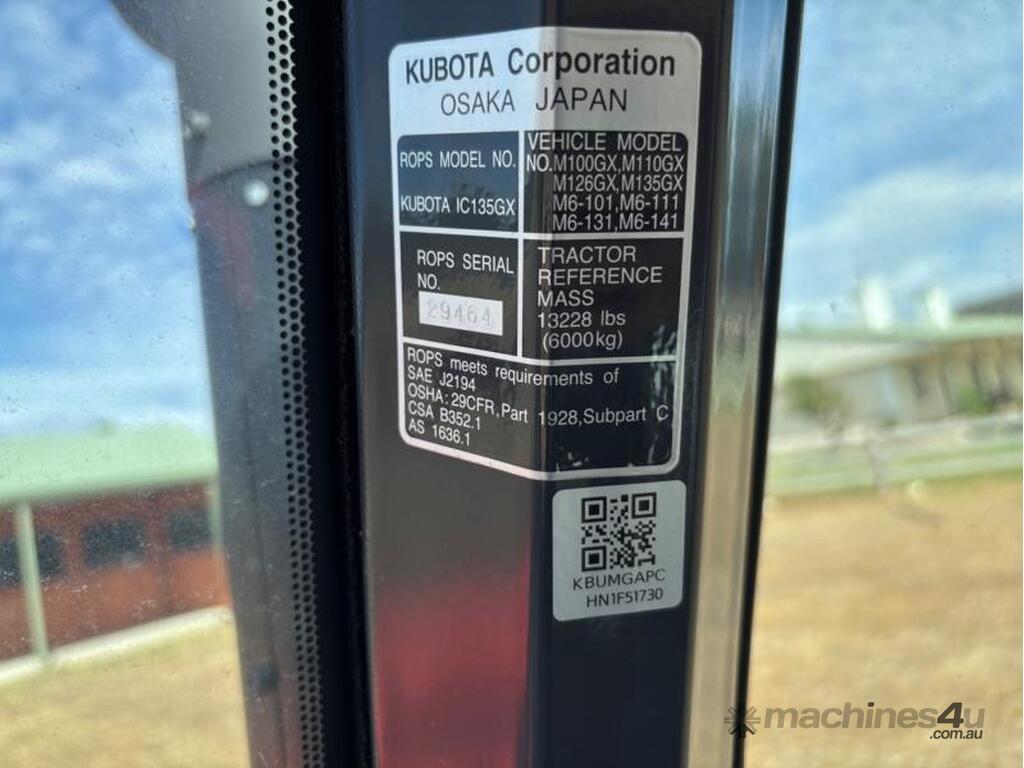 KUBOTA Corporation
OSAKA JAPAN
ROPS MODEL NO.
KUBOTA IC135GX
VEHICLE MODEL
NO.M100GX,M110GX
M126GX,M135GX
M6-101,M6-111
M6-131,M6-141
ROPS SERIAL
NO.
29464
TRACTOR
REFERENCE
MASS
13228 lbs
(6000kg)
ROPS meets requirements of
SAE J2194
OSHA:29CFR,Part 1928,Subpart C
CSA B352.1
AS 1636.1
KBUMGAPC
HN1F51730
machines4u
.com.au